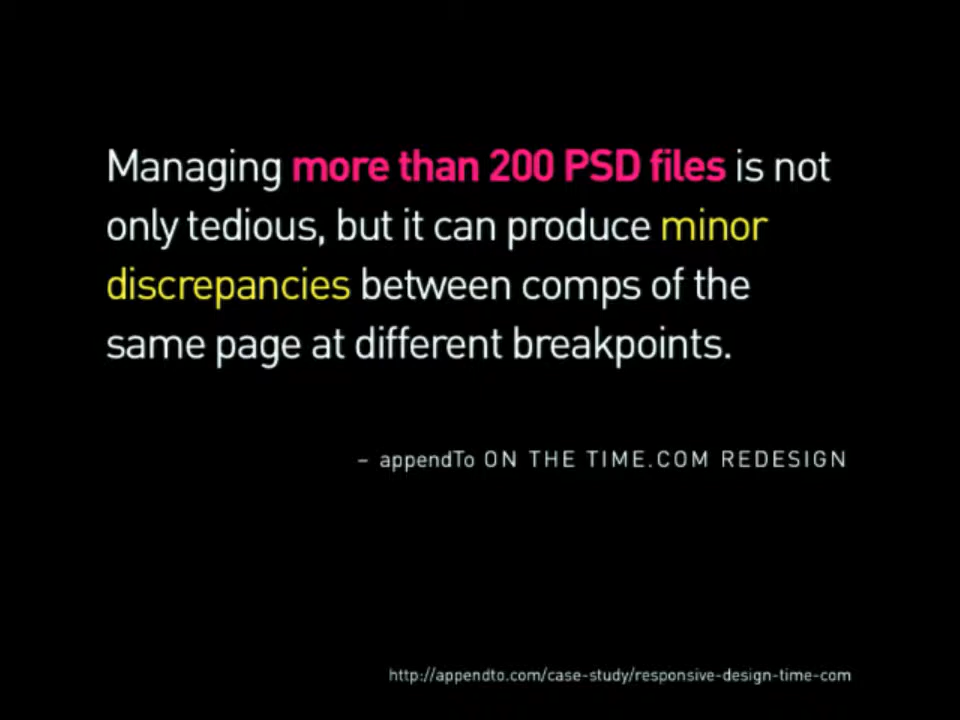 Managing more than 200 PSD files is not
only tedious, but it can produce minor
discrepancies between comps of the
same page at different breakpoints.
– appendTo ON THE TIME.COM REDESIGN
http://appendto.com/case-study/responsive-design-time-com